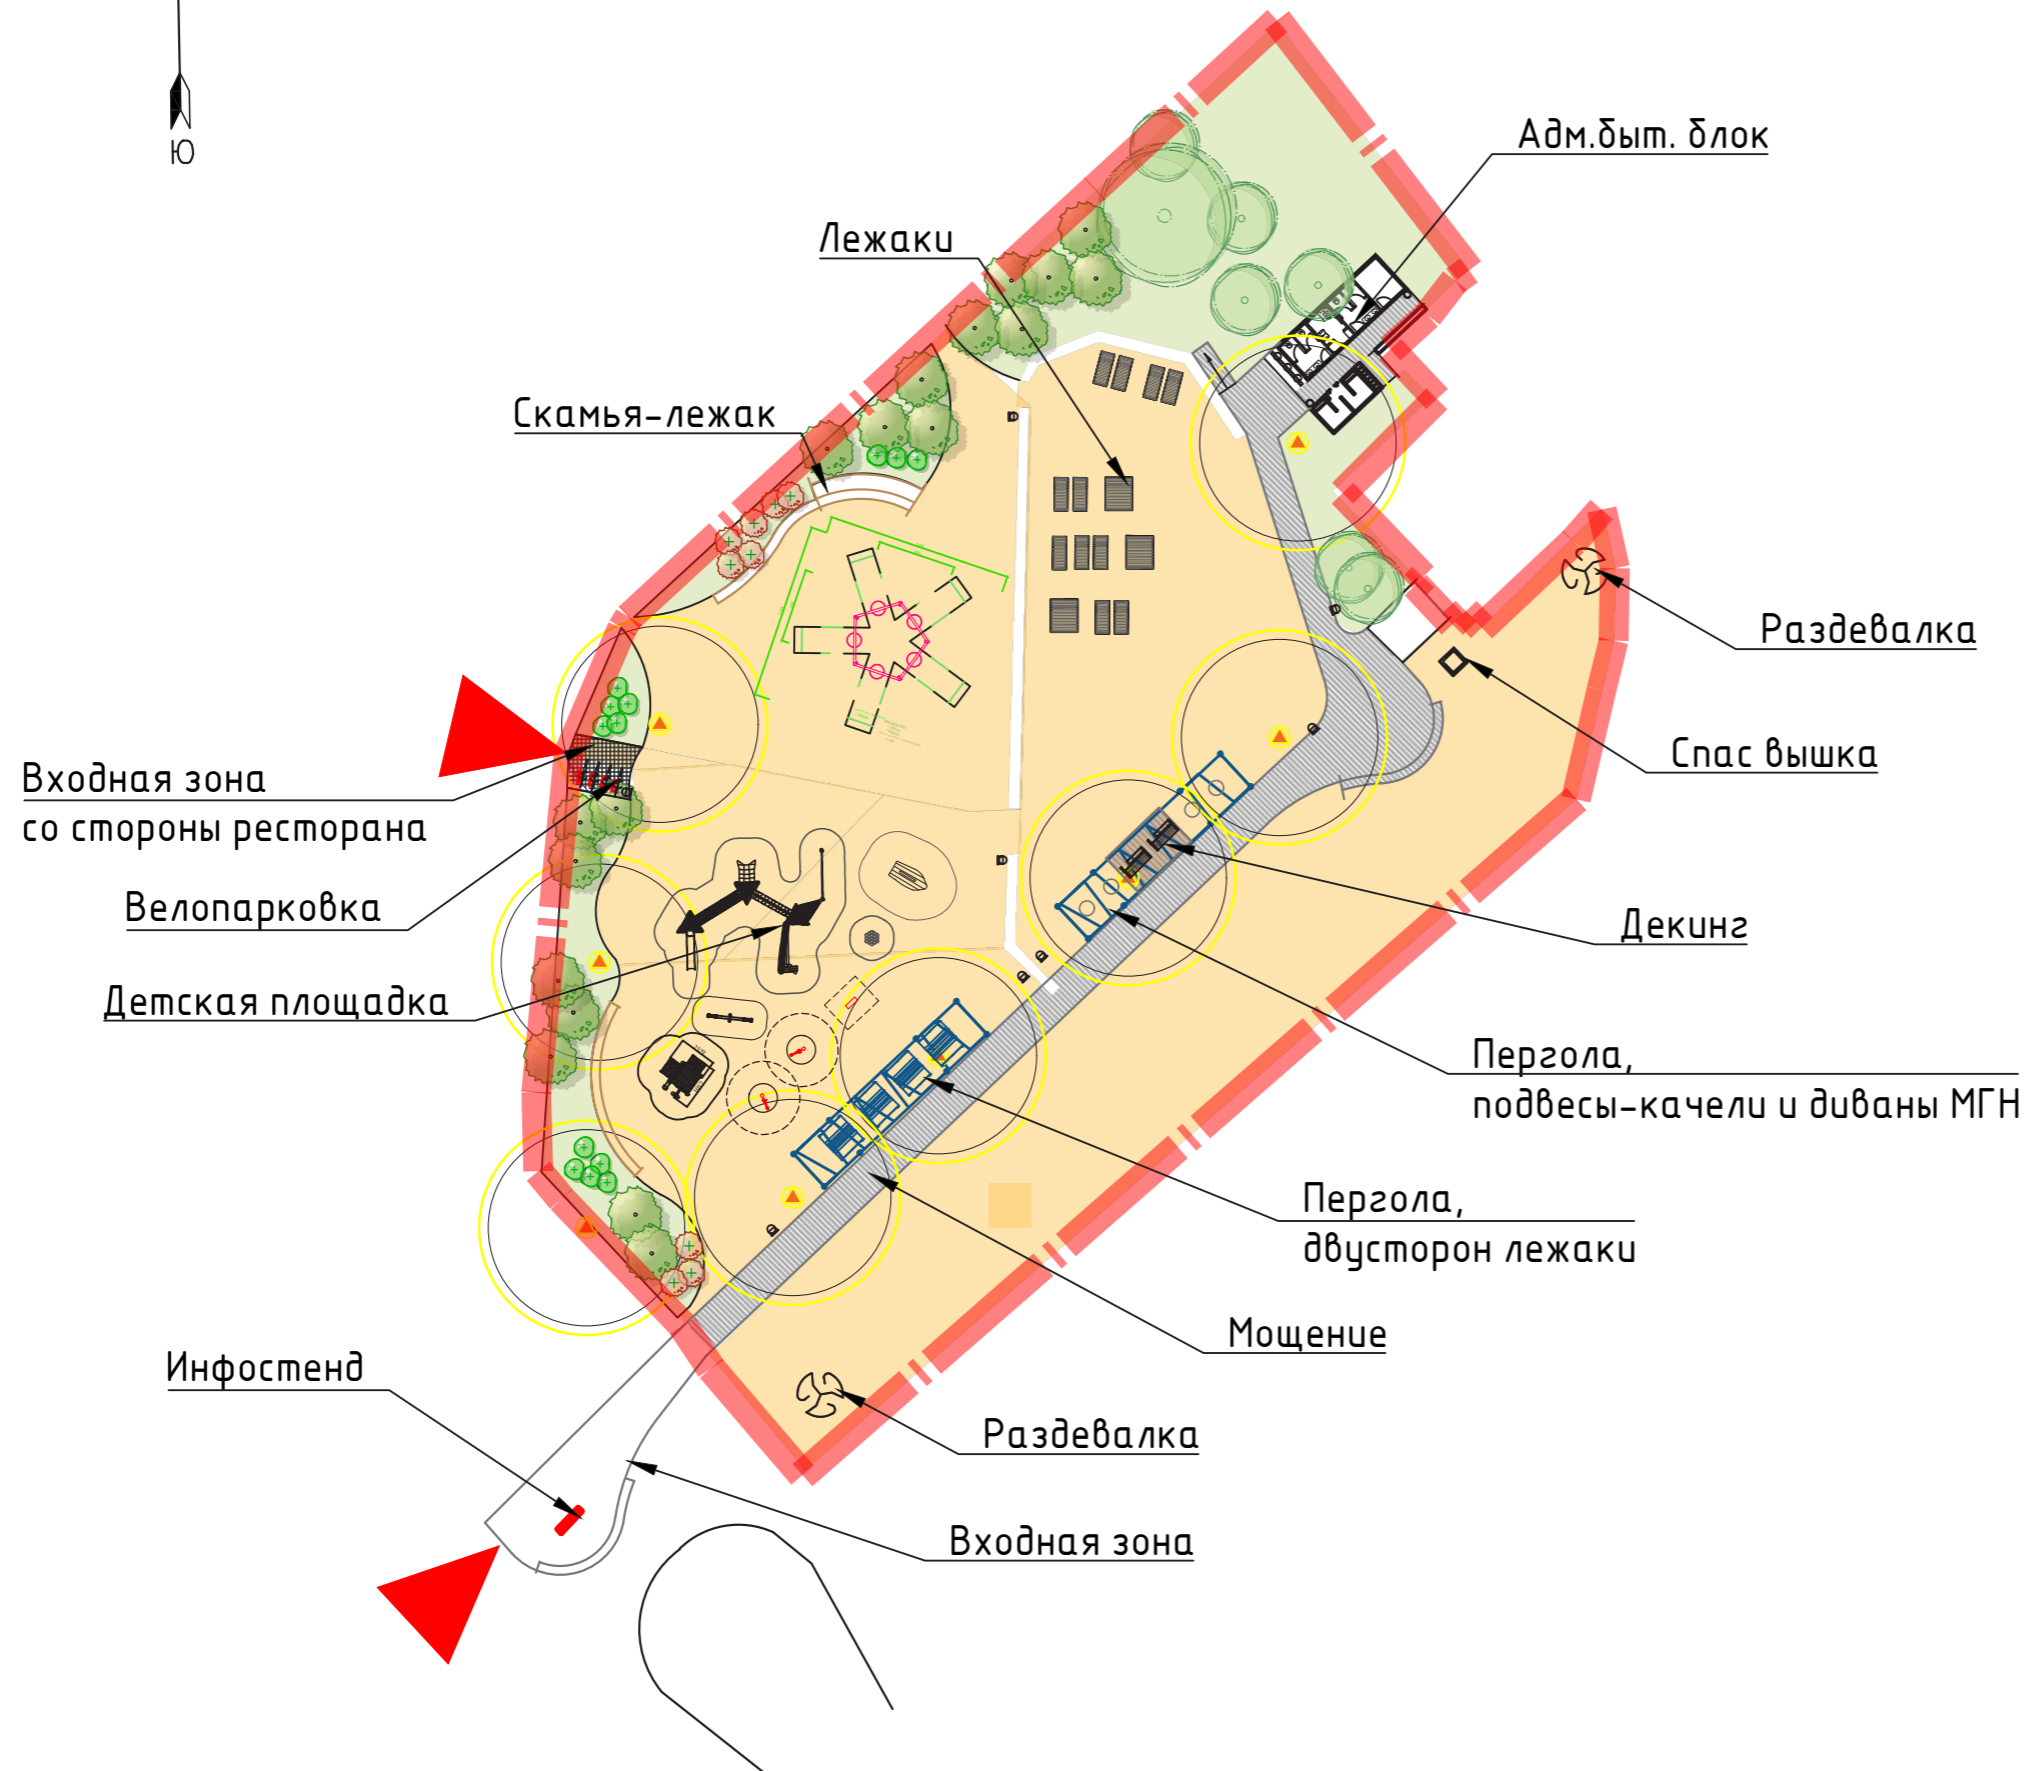 Ю
Адм.быт. блок
Лежаки
Скамья-лежак
Раздевалка
Спас вышка
Входная зона
со стороны ресторана
Велопарковка
Декинг
Детская площадка
Пергола,
подвесы-качели и диваны МГН
Пергола,
двусторон лежаки
Мощение
Инфостенд
Раздевалка
Входная зона